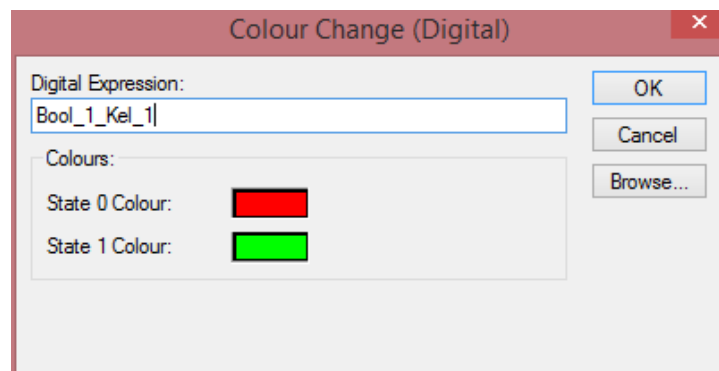 Colour Change (Digital)
Digital Expression:
OK
Bool_1_Kel_1
Cancel
Colours:
Browse...
State 0 Colour:
State 1 Colour: